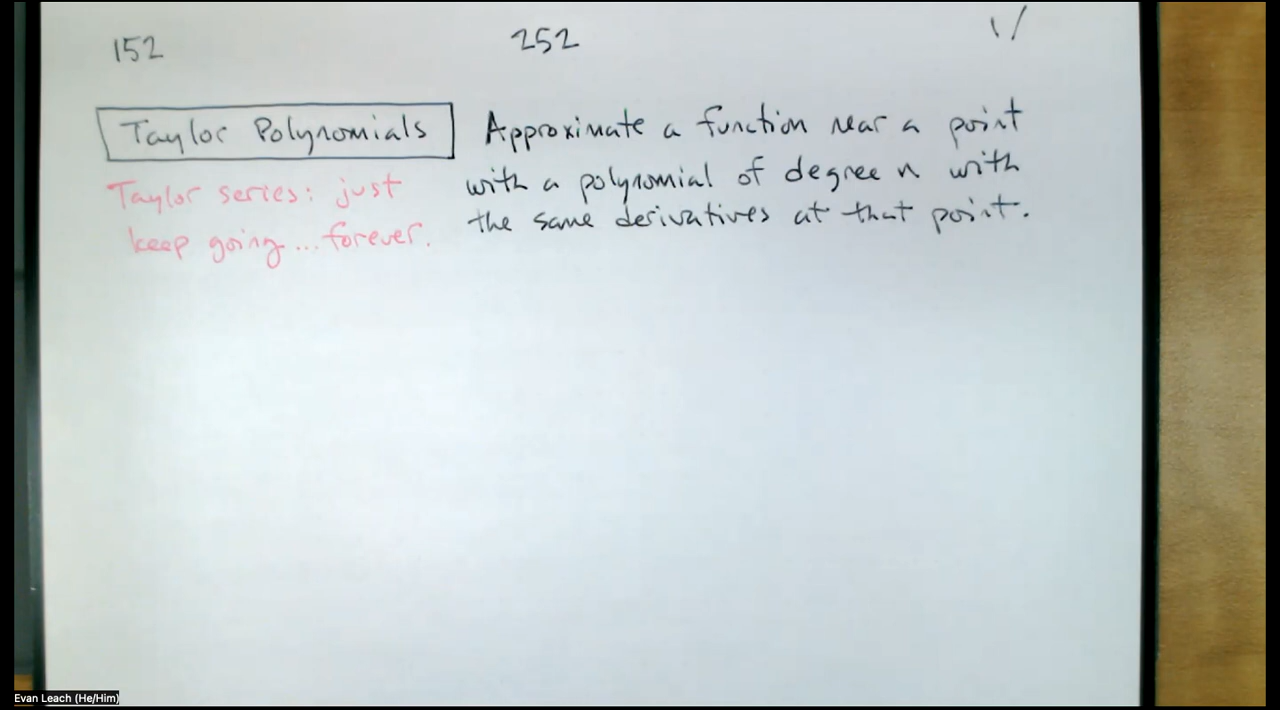 152 252 1/
Taylor Polynomials
Approximate a function near a point
with a polynomial of degree n with
the same derivatives at that point.
Taylor series: just
keep going...forever.
Evan Leach (He/Him)